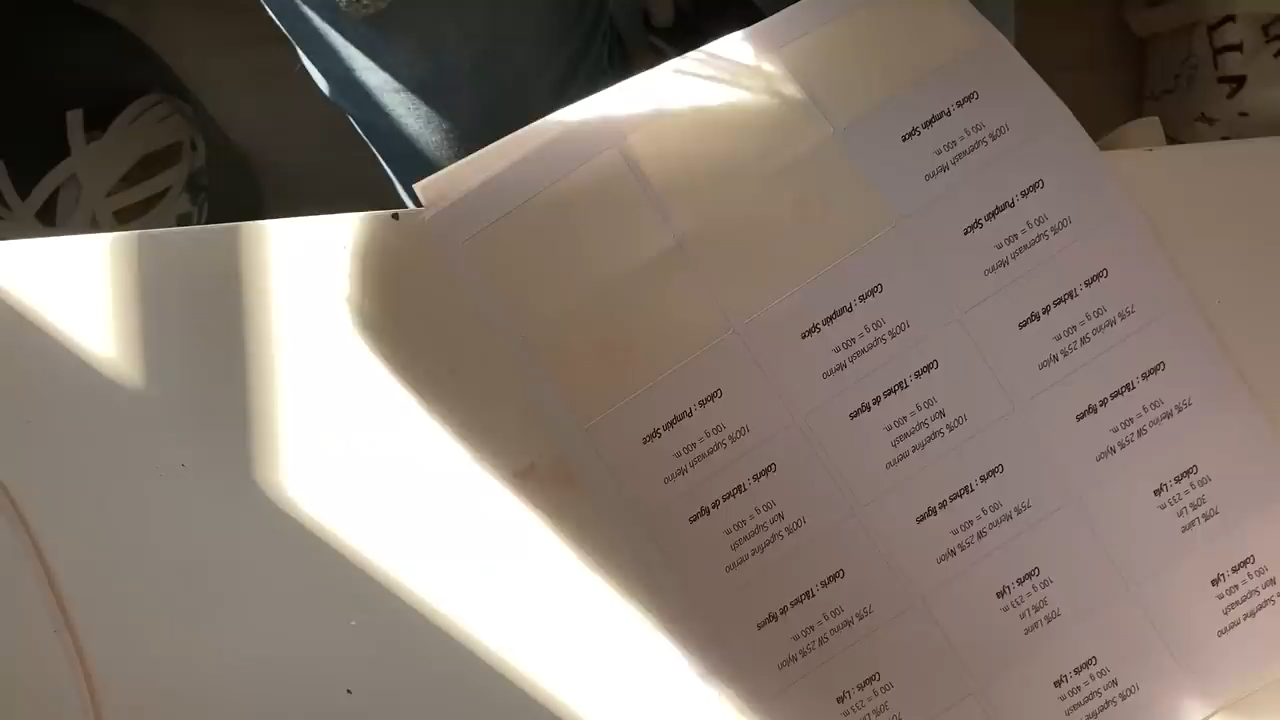 Superfine merino
Non Superwash
100 g = 400 m.
Coloris : Lyla
100% Superfine
Non Superwash
100 g = 400 m.
Coloris : Lyla
70% Laine
30% Lin
100 g = 233 m.
Coloris : Lyla
70% Laine
30% Lin
100 g = 233 m.
Coloris : Lyla
30% Lin
100 g = 233 m.
Coloris : Lyla
75% Merino SW 25% Nylon
100 g = 400 m.
Coloris : Tâches de figues
75% Merino SW 25% Nylon
100 g = 400 m.
Coloris : Tâches de figues
75% Merino SW 25% Nylon
100 g = 400 m.
Coloris : Tâches de figues
75% Merino SW 25% Nylon
100 g = 400 m.
Coloris : Tâches de figues
100% Superfine merino
Non Superwash
100 g = 400 m.
Coloris : Tâches de figues
100% Superfine merino
Non Superwash
100 g = 400 m.
Coloris : Tâches de figues
100% Superwash Merino
100 g = 400 m.
Coloris : Pumpkin Spice
100% Superwash Merino
100 g = 400 m.
Coloris : Pumpkin Spice
100% Superwash Merino
100 g = 400 m.
Coloris : Pumpkin Spice
100% Superwash Merino
100 g = 400 m.
Coloris : Pumpkin Spice